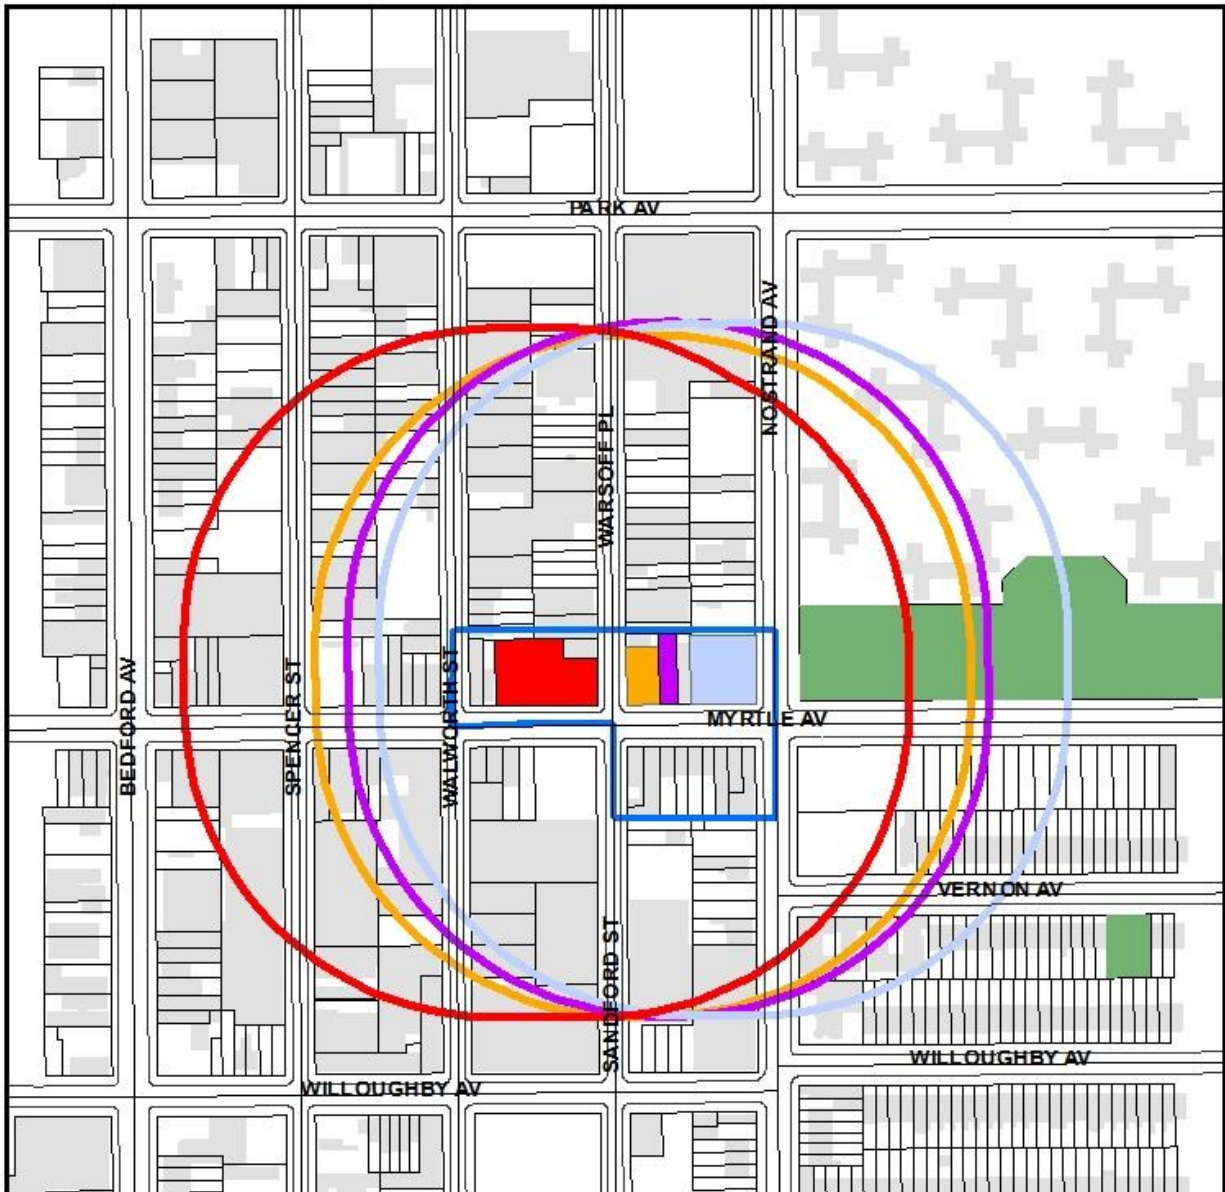 PARK AV
NOSTRAND AV
WARSOFF PL
BEDFORD AV
SPENCER ST
WALWORTH ST
MYRTLE AV
VERNON AV
SANDFORD ST
WILLOUGHBY AV
WILLOUGHBY AV